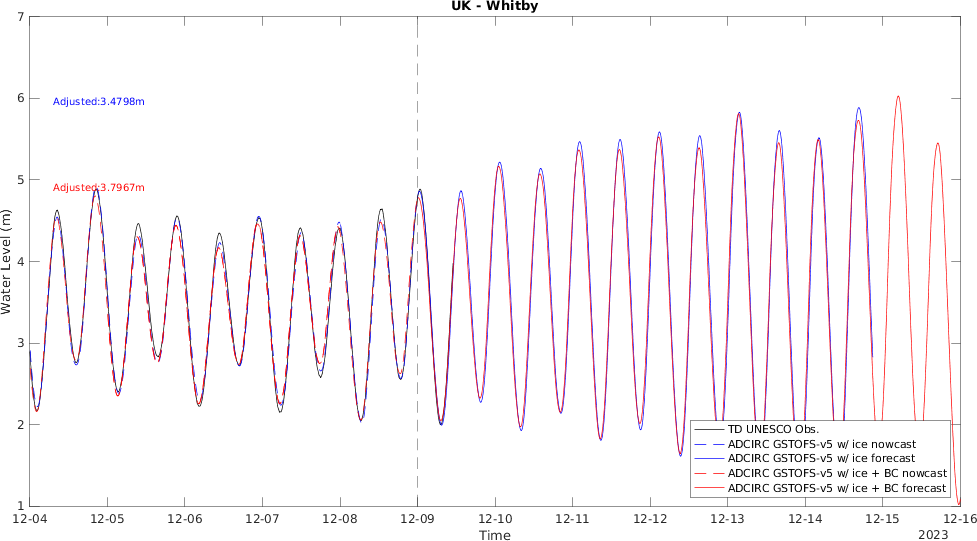 UK - Whitby
7
6
5
4
3
2
1
Water Level (m)
Adjusted:3.4798m
Adjusted:3.7967m
TD UNESCO Obs.
ADCIRC GSTOFS-v5 w/ ice nowcast
ADCIRC GSTOFS-v5 w/ ice forecast
ADCIRC GSTOFS-v5 w/ ice + BC nowcast
ADCIRC GSTOFS-v5 w/ ice + BC forecast
12-04 12-05 12-06 12-07 12-08 12-09 12-10 12-11 12-12 12-13 12-14 12-15 12-16
Time
2023